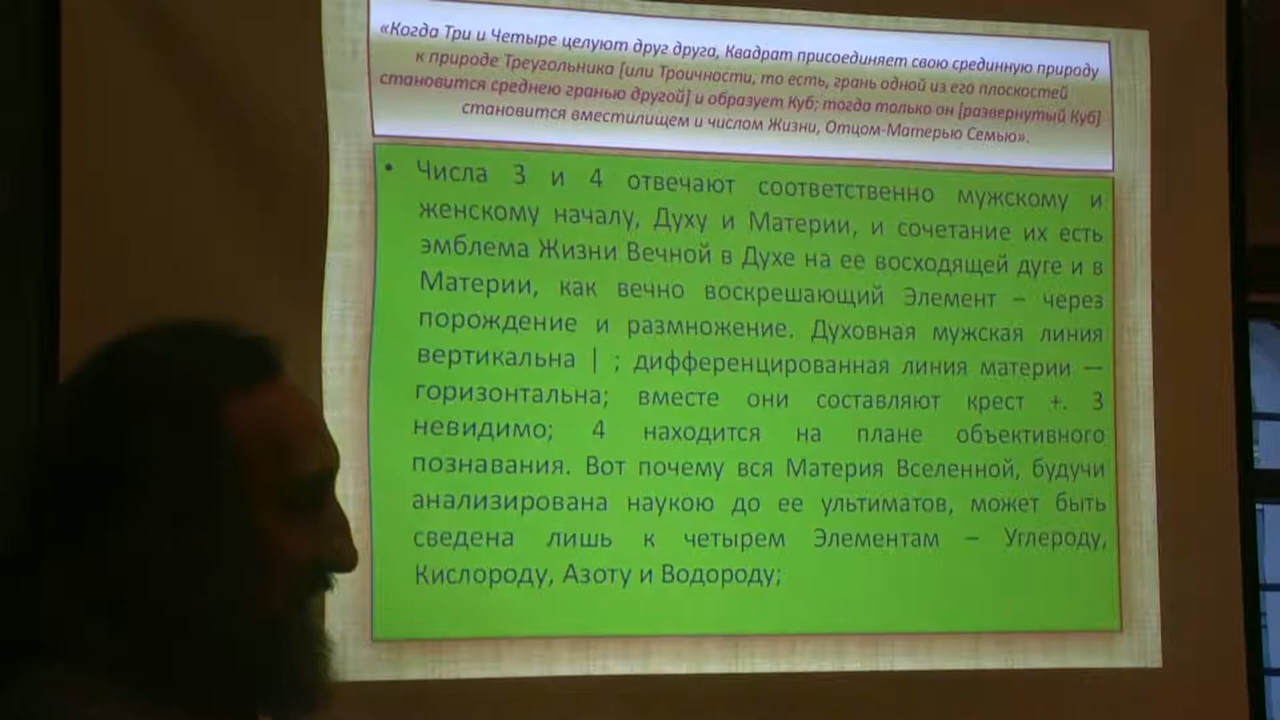 «Когда Три и Четыре целуют друг друга, Квадрат присоединяет свою срединную природу
к природе Треугольника [или Троичности, то есть, грань одной из его плоскостей
становится среднею гранью другой] и образует Куб; тогда только он [развернутый Куб]
становится вместилищем и числом Жизни, Отцом-Матерью Семью».
• Числа 3 и 4 отвечают соответственно мужскому и
женскому началу, Духу и Материи, и сочетание их есть
эмблема Жизни Вечной в Духе на ее восходящей дуге и в
Материи, как вечно воскрешающий Элемент – через
порождение и размножение. Духовная мужская линия
вертикальна | ; дифференцированная линия материи —
горизонтальна; вместе они составляют крест +. 3
невидимо; 4 находится на плане объективного
познавания. Вот почему вся Материя Вселенной, будучи
анализирована наукою до ее ультиматов, может быть
сведена лишь к четырем Элементам – Углероду,
Кислороду, Азоту и Водороду;